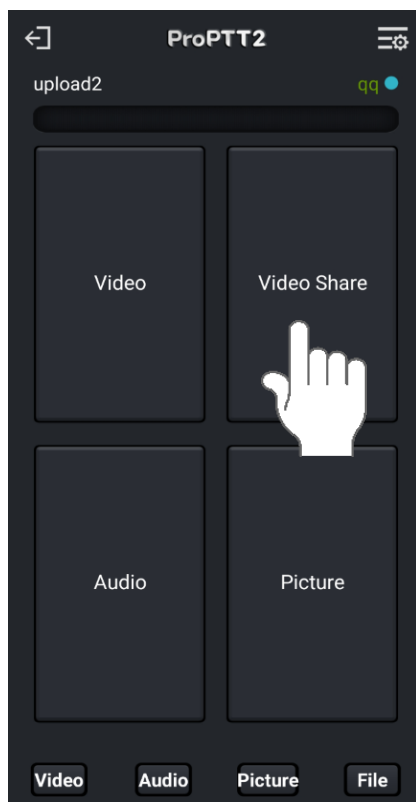 ProPTT2
upload2 qq
Video Video Share
Audio Picture
Video Audio Picture File